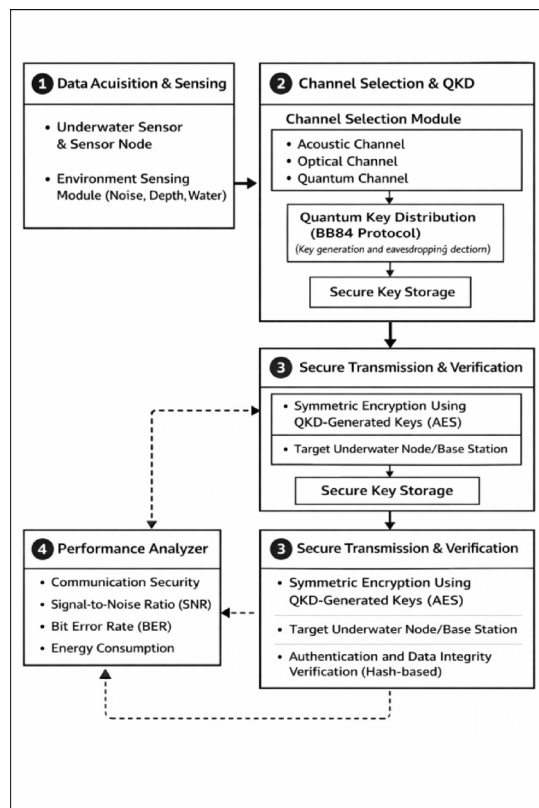 1 Data Acuisition & Sensing
• Underwater Sensor
& Sensor Node
• Environment Sensing
Module (Noise, Depth, Water)
2 Channel Selection & QKD
Channel Selection Module
• Acoustic Channel
• Optical Channel
• Quantum Channel
Quantum Key Distribution
(BB84 Protocol)
(Key generation and eavesdropping dectiorn)
Secure Key Storage
3 Secure Transmission & Verification
• Symmetric Encryption Using
QKD-Generated Keys (AES)
• Target Underwater Node/Base Station
Secure Key Storage
4 Performance Analyzer
• Communication Security
• Signal-to-Noise Ratio (SNR)
• Bit Error Rate (BER)
• Energy Consumption
3 Secure Transmission & Verification
• Symmetric Encryption Using
QKD-Generated Keys (AES)
• Target Underwater Node/Base Station
• Authentication and Data Integrity
Verification (Hash-based)